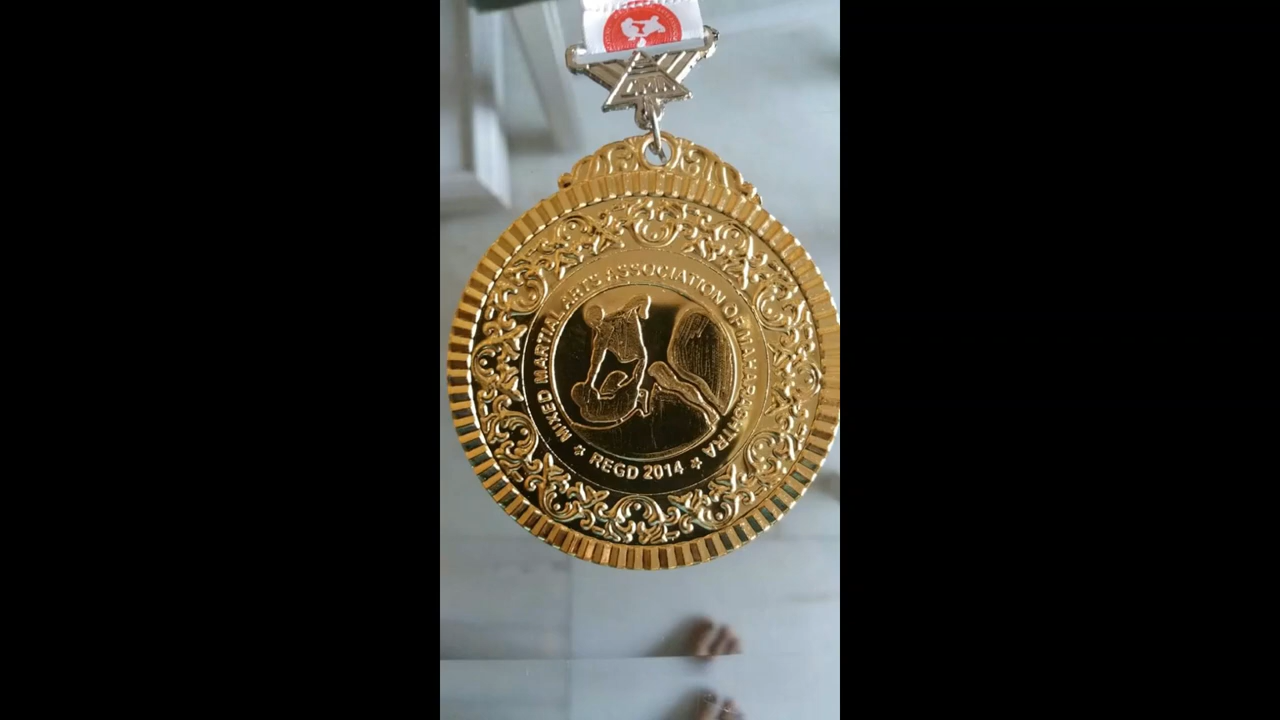 MIXED MARTIAL ARTS ASSOCIATION OF MAHARASHTRA
* REGD 2014 *